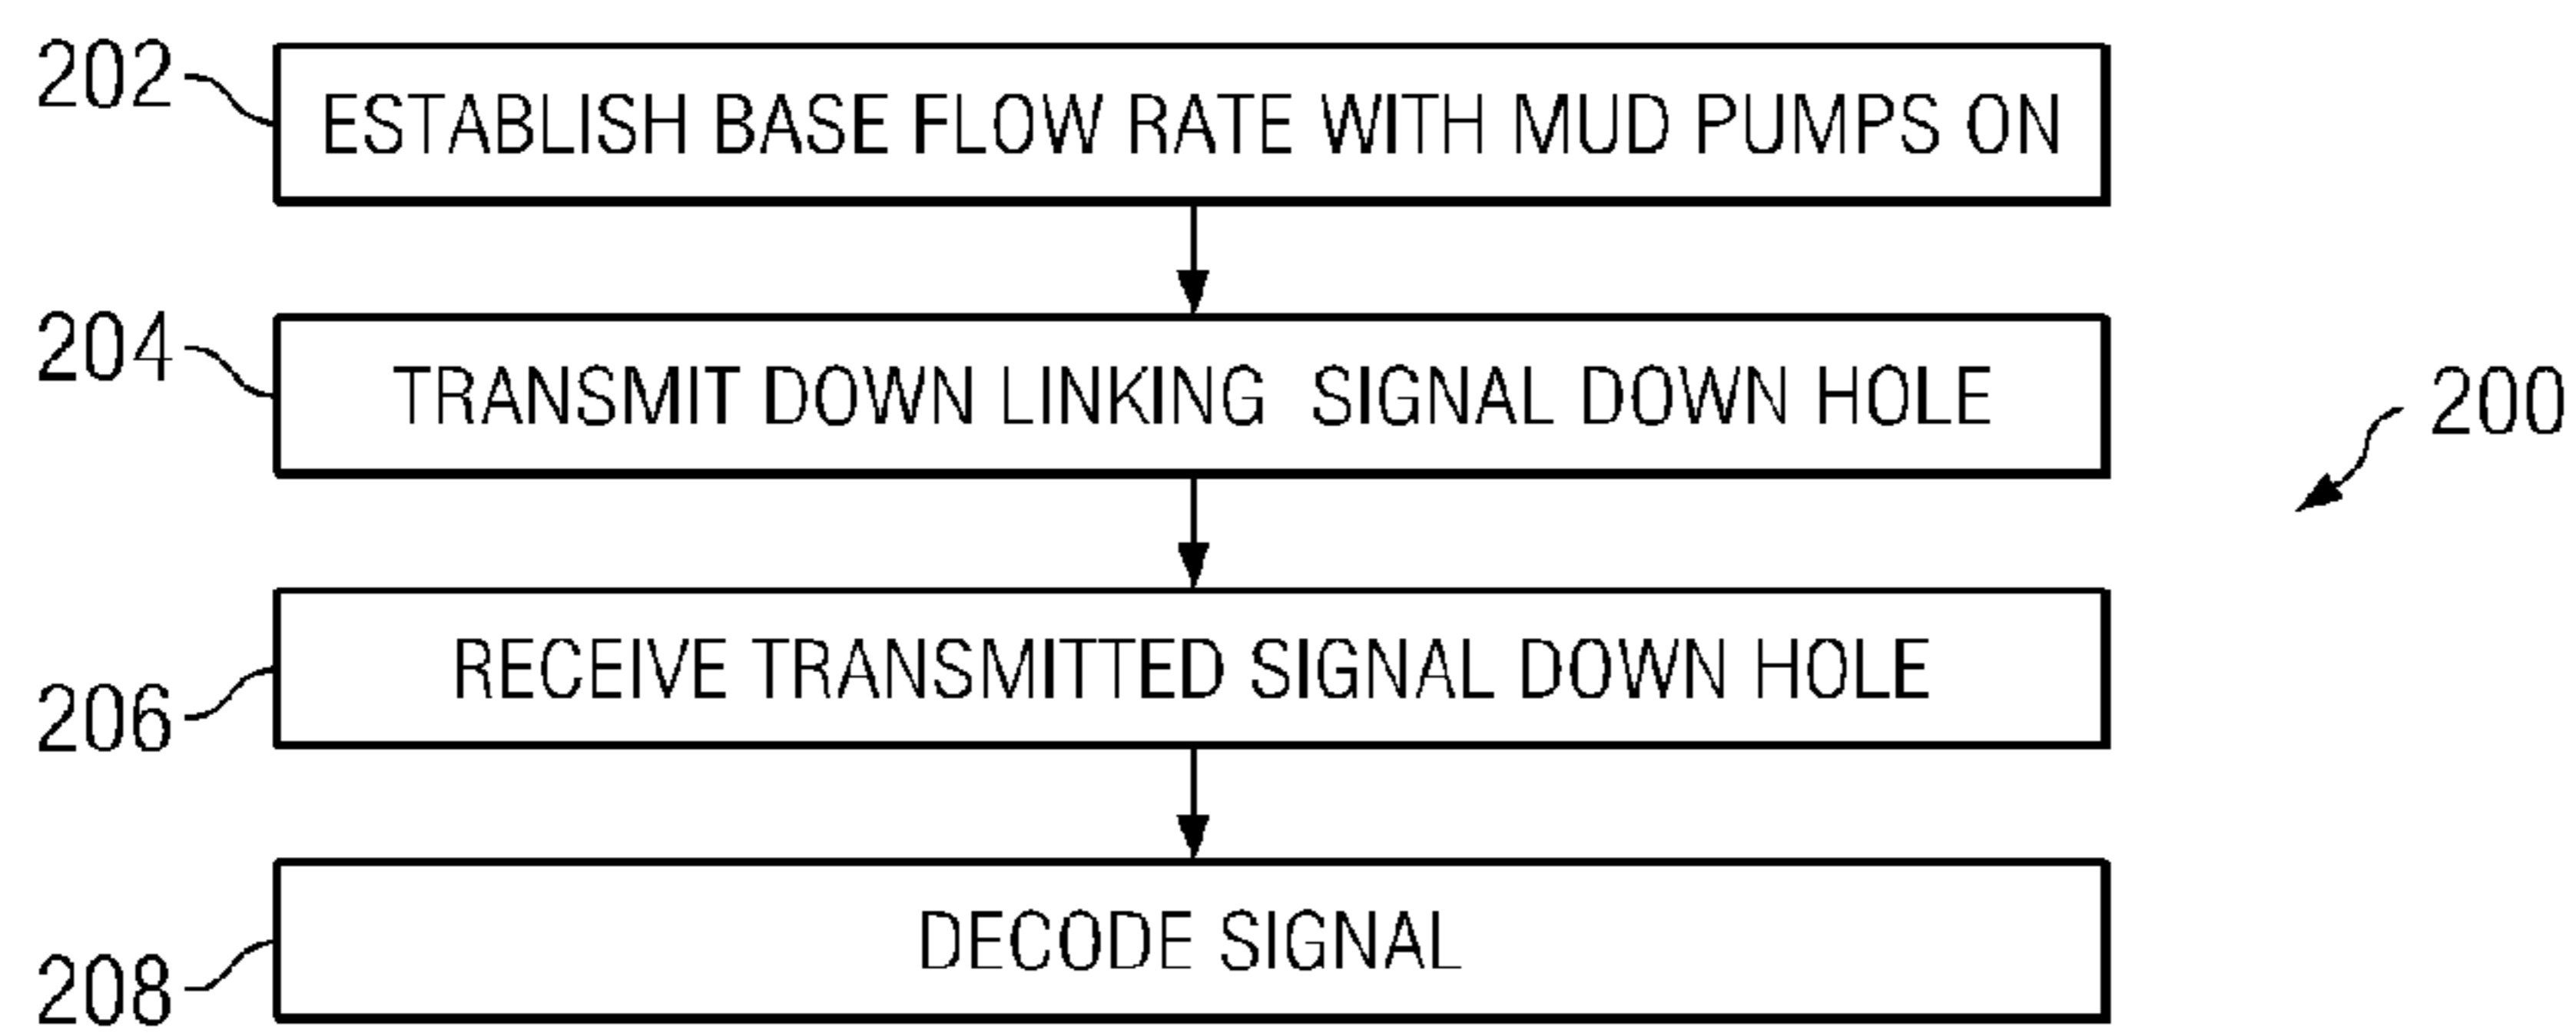 202
ESTABLISH BASE FLOW RATE WITH MUD PUMPS ON
204
TRANSMIT DOWN LINKING SIGNAL DOWN HOLE
200
206
RECEIVE TRANSMITTED SIGNAL DOWN HOLE
208
DECODE SIGNAL